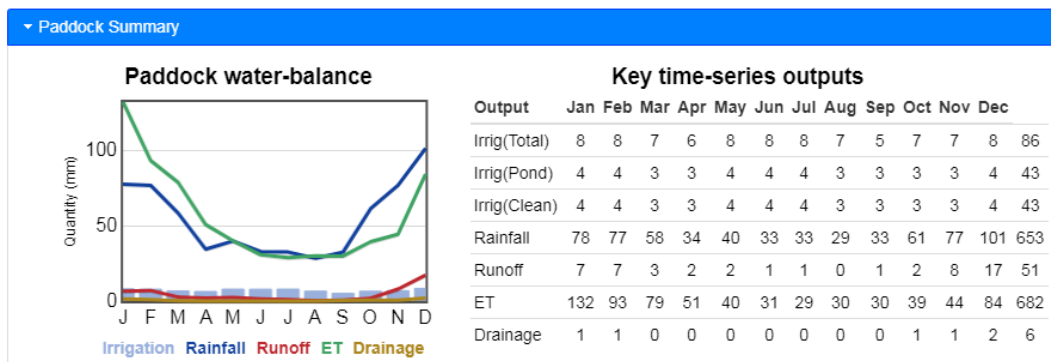 Paddock Summary
Paddock water-balance
Quantity (mm)
100
50
0
J F M A M J J A S O N D
Irrigation Rainfall Runoff ET Drainage
Key time-series outputs
Output Jan Feb Mar Apr May Jun Jul Aug Sep Oct Nov Dec
Irrig(Total) 8 8 7 6 8 8 8 7 5 7 7 8 86
Irrig(Pond) 4 4 3 3 4 4 4 3 3 3 3 4 43
Irrig(Clean) 4 4 3 3 4 4 4 3 3 3 3 4 43
Rainfall 78 77 58 34 40 33 33 29 33 61 77 101 653
Runoff 7 7 3 2 2 1 1 0 1 2 8 17 51
ET 132 93 79 51 40 31 29 30 30 39 44 84 682
Drainage 1 1 0 0 0 0 0 0 0 1 1 2 6